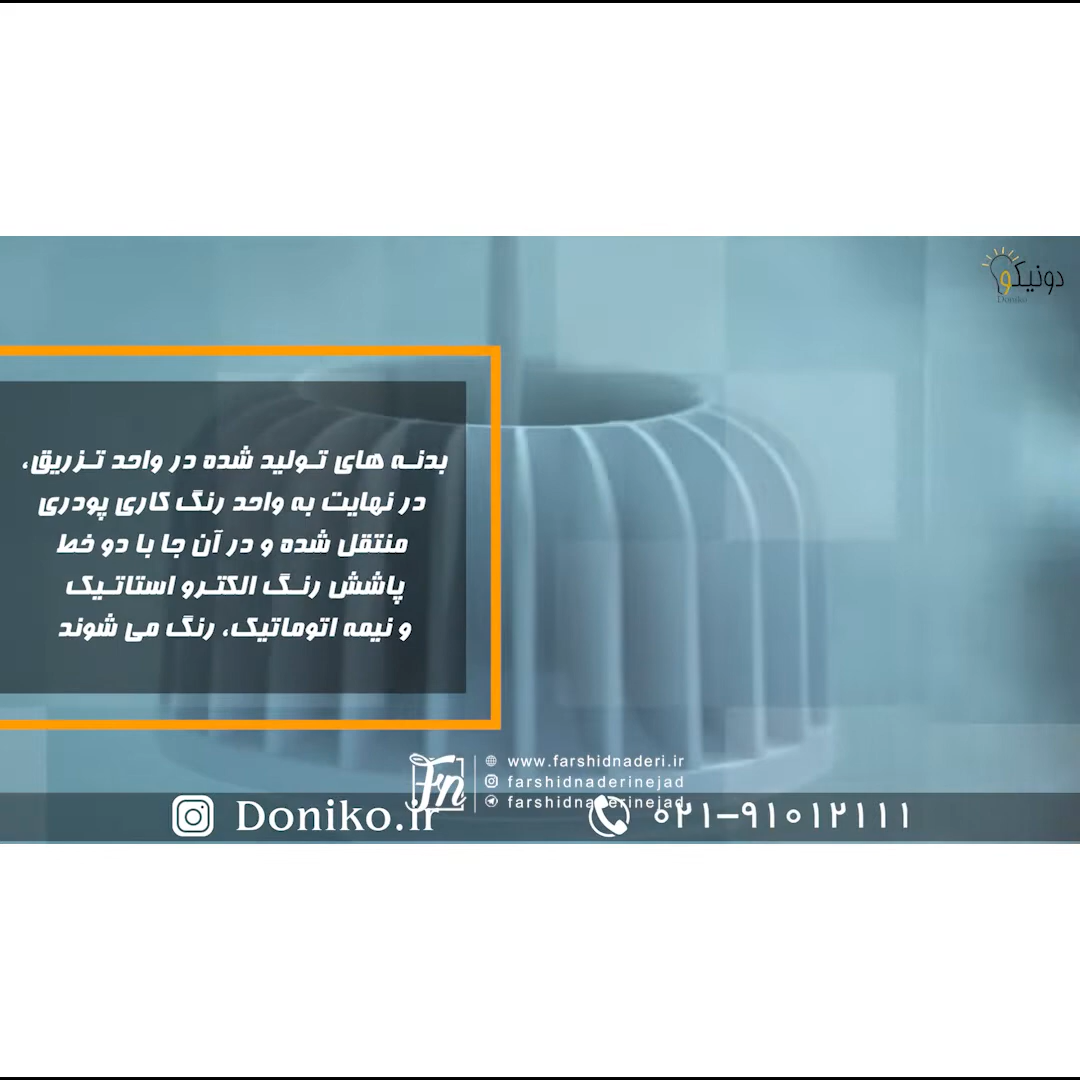 دونیکو
Doniko
بدنه های تولید شده در واحد تزریق،
در نهایت به واحد رنگ کاری پودری
منتقل شده و در آن جا با دو خط
پاشش رنگ الکترو استاتیک
و نیمه اتوماتیک، رنگ می شوند
Fn
www.farshidnaderi.ir
farshidnaderinejad
farshidnaderinejad
Doniko.ir
۰۲۱-۹۱۰۱۲۱۱۱